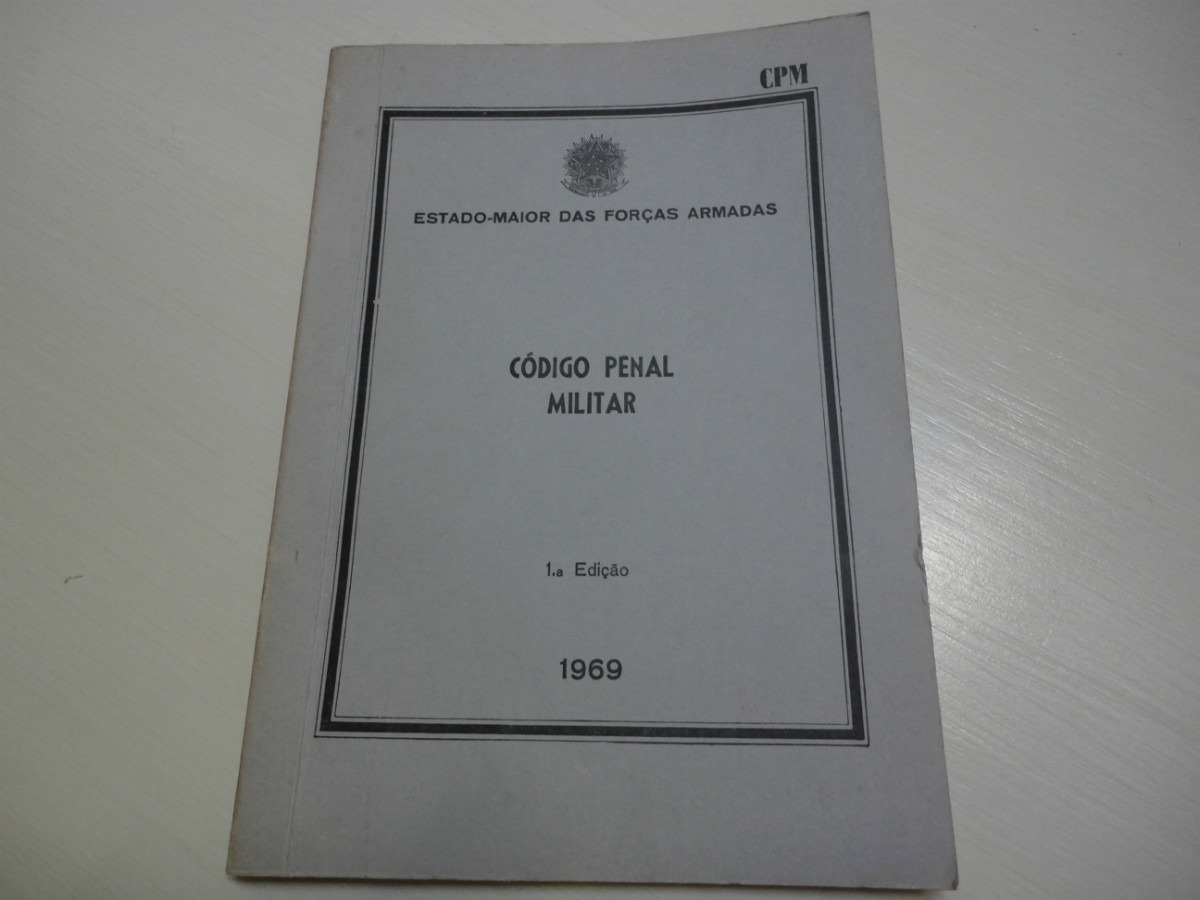 CPM
ESTADO-MAIOR DAS FORÇAS ARMADAS
CÓDIGO PENAL
MILITAR
1.a Edição
1969